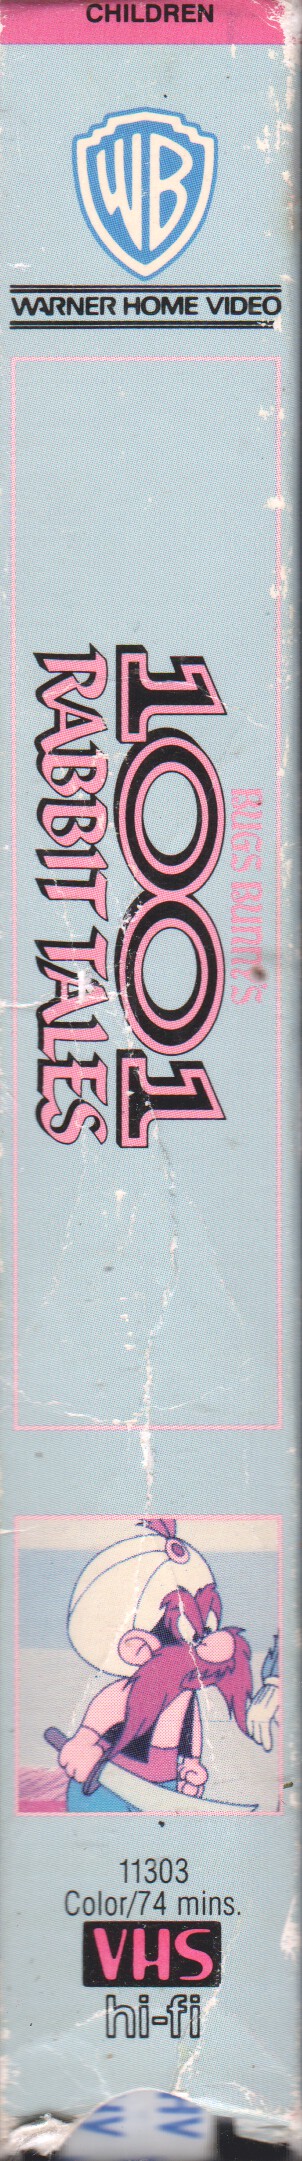 CHILDREN
WB
WARNER HOME VIDEO
BUGS BUNNY'S
1001
RABBIT TALES
11303
Color/74 mins.
VHS
hi-fi